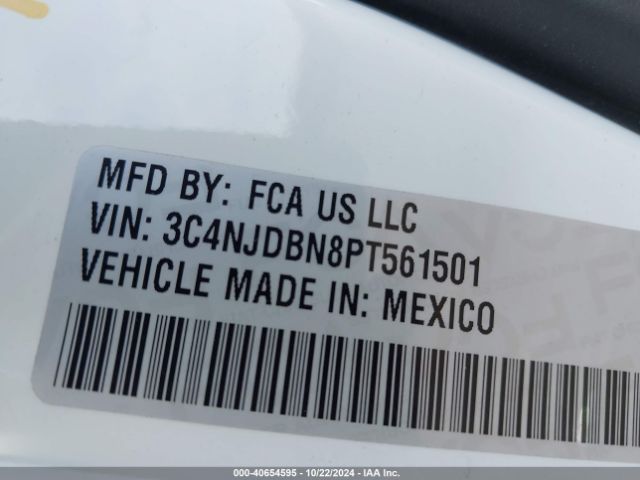 MFD BY: FCA US LLC
VIN: 3C4NJDBN8PT561501
VEHICLE MADE IN: MEXICO
000-40654595 - 10/22/2024 - IAA Inc.